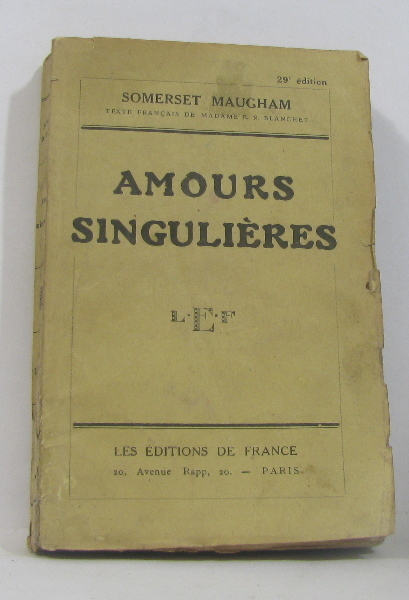 29e édition
SOMERSET MAUGHAM
TEXTE FRANÇAIS DE MADAME E. R. BLANCHET
AMOURS
SINGULIÈRES
L·E·F
LES ÉDITIONS DE FRANCE
20, Avenue Rapp, 20. — PARIS.